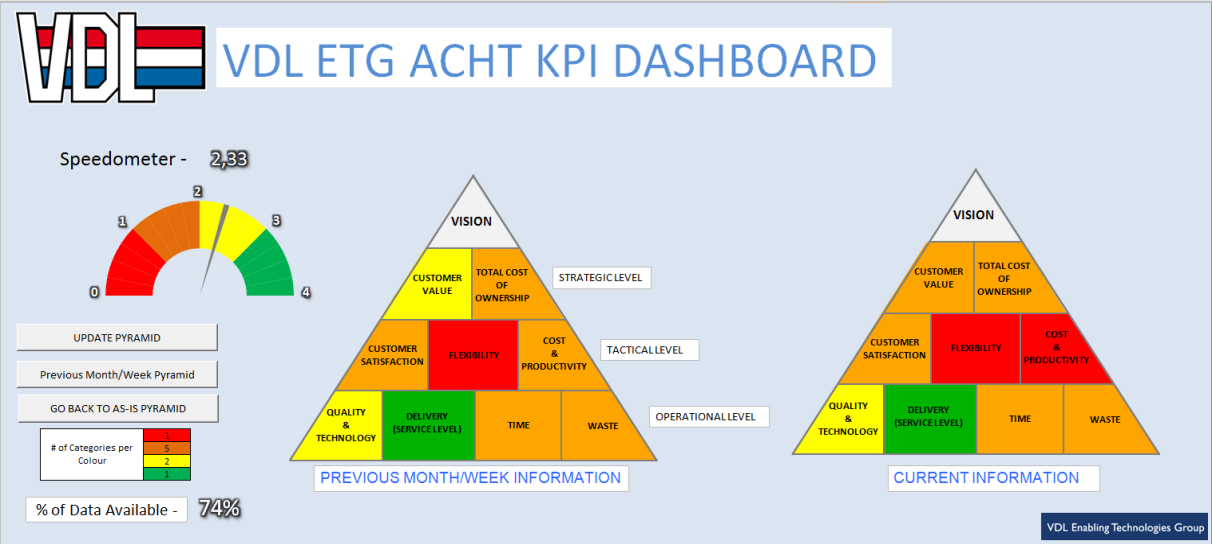 VDL
VDL ETG ACHT KPI DASHBOARD
Speedometer - 2,33
0
1
2
3
4
UPDATE PYRAMID
Previous Month/Week Pyramid
GO BACK TO AS-IS PYRAMID
# of Categories per
Colour
1
5
2
1
% of Data Available - 74%
VISION
CUSTOMER
VALUE
TOTAL COST
OF
OWNERSHIP
CUSTOMER
SATISFACTION
FLEXIBILITY
COST
&
PRODUCTIVITY
QUALITY
&
TECHNOLOGY
DELIVERY
(SERVICE LEVEL)
TIME
WASTE
PREVIOUS MONTH/WEEK INFORMATION
STRATEGIC LEVEL
TACTICAL LEVEL
OPERATIONAL LEVEL
VISION
CUSTOMER
VALUE
TOTAL COST
OF
OWNERSHIP
CUSTOMER
SATISFACTION
FLEXIBILITY
COST
&
PRODUCTIVITY
QUALITY
&
TECHNOLOGY
DELIVERY
(SERVICE LEVEL)
TIME
WASTE
CURRENT INFORMATION
VDL Enabling Technologies Group